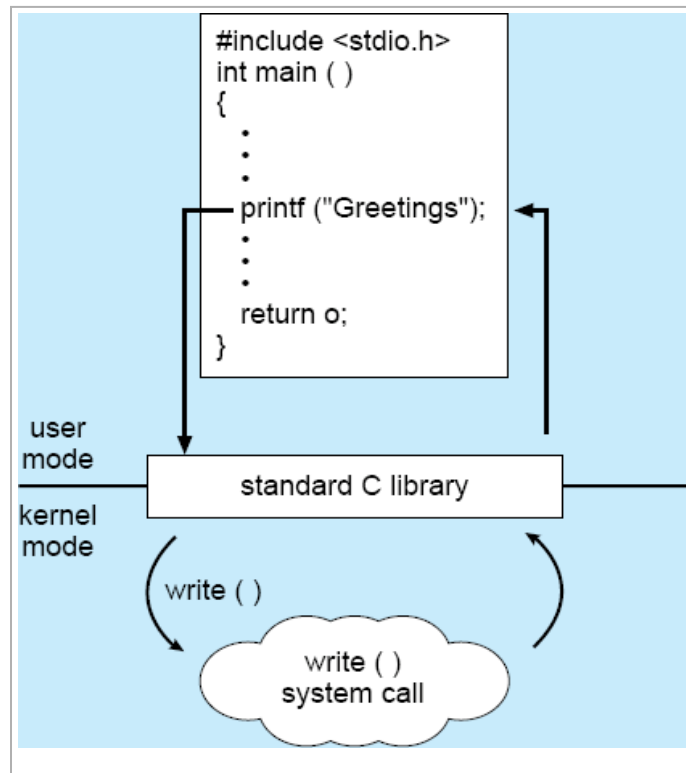 #include <stdio.h>
int main ( )
{
•
•
•
printf ("Greetings");
•
•
•
return o;
}
user
mode
standard C library
kernel
mode
write ( )
write ( )
system call